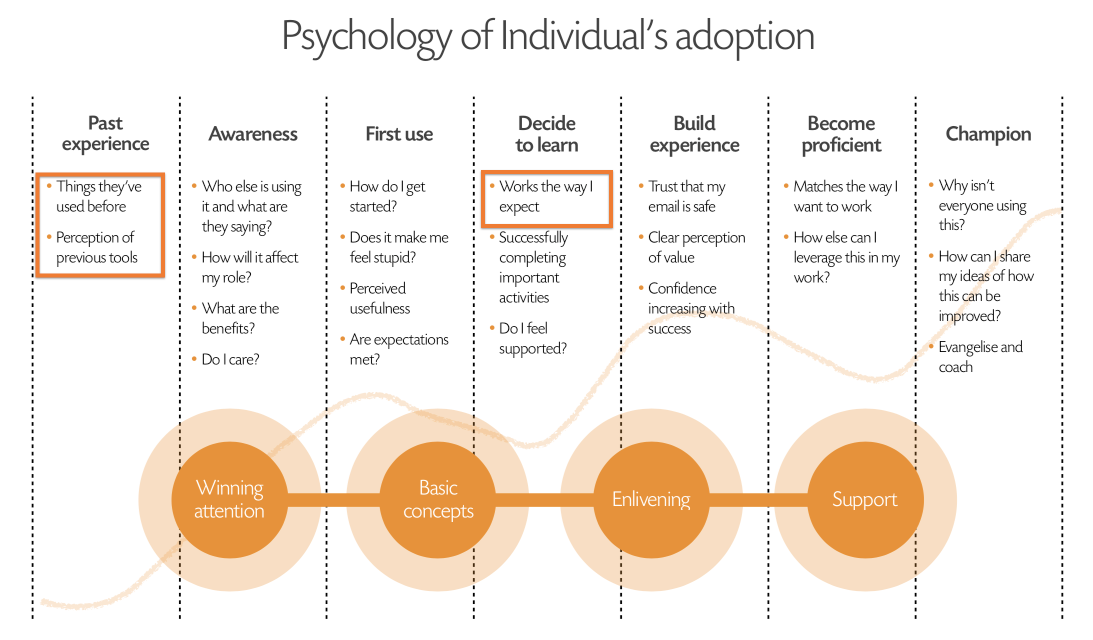 Psychology of Individual's adoption
Past
experience
• Things they've
used before
• Perception of
previous tools
Awareness
• Who else is using
it and what are
they saying?
• How will it affect
my role?
• What are the
benefits?
• Do I care?
First use
• How do I get
started?
• Does it make me
feel stupid?
• Perceived
usefulness
• Are expectations
met?
Decide
to learn
• Works the way I
expect
• Successfully
completing
important
activities
• Do I feel
supported?
Build
experience
• Trust that my
email is safe
• Clear perception
of value
• Confidence
increasing with
success
Become
proficient
• Matches the way I
want to work
• How else can I
leverage this in my
work?
Champion
• Why isn't
everyone using
this?
• How can I share
my ideas of how
this can be
improved?
• Evangelise and
coach
Winning
attention
Basic
concepts
Enlivening
Support